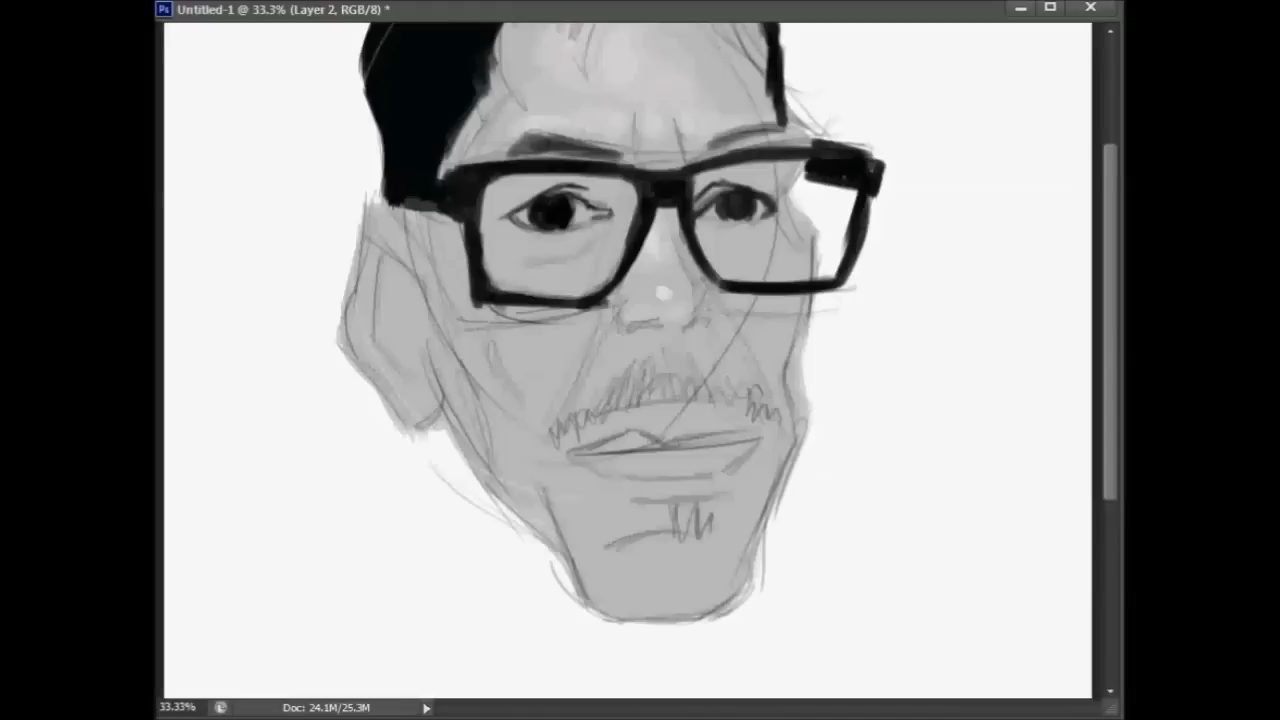 Ps Untitled-1 @ 33.3% (Layer 2, RGB/8) *
33.33% Doc: 24.1M/25.3M